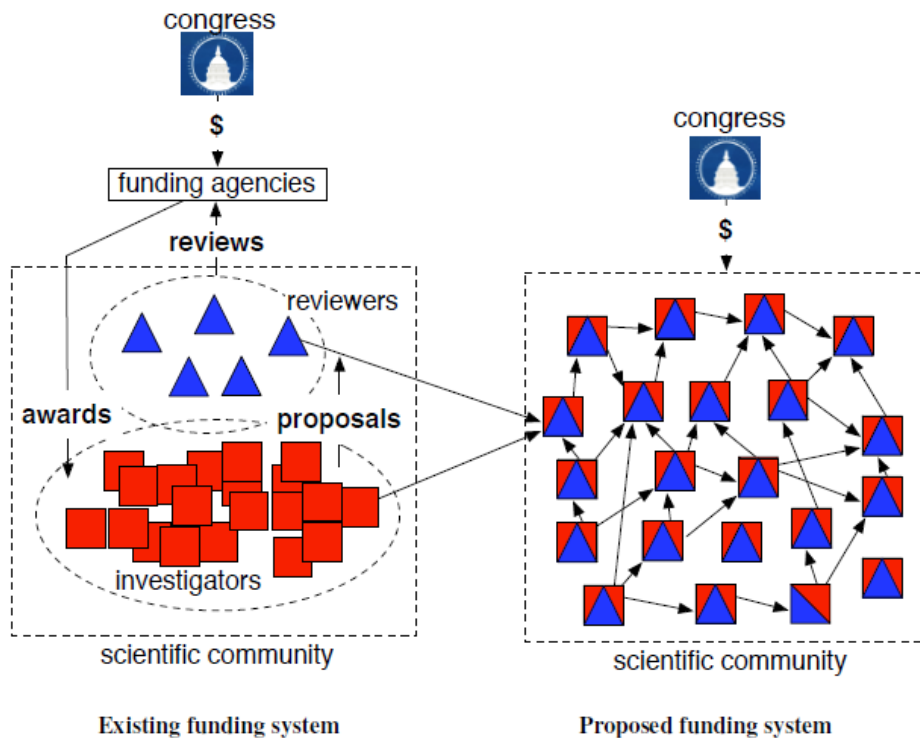 congress
$
funding agencies
reviews
reviewers
awards
proposals
investigators
scientific community
Existing funding system
congress
$
scientific community
Proposed funding system